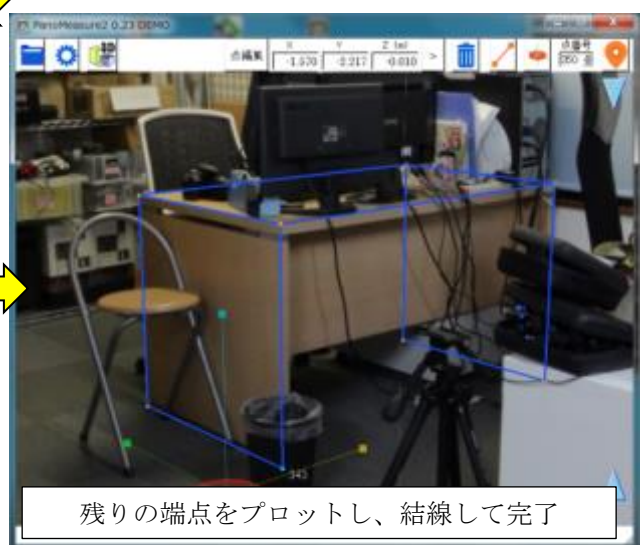 PanoMeasure2 0.23 DEMO
3D
点編集
X Y Z (m)
-1.570 -2.217 -0.010 >
点番号
345
残りの端点をプロットし、結線して完了